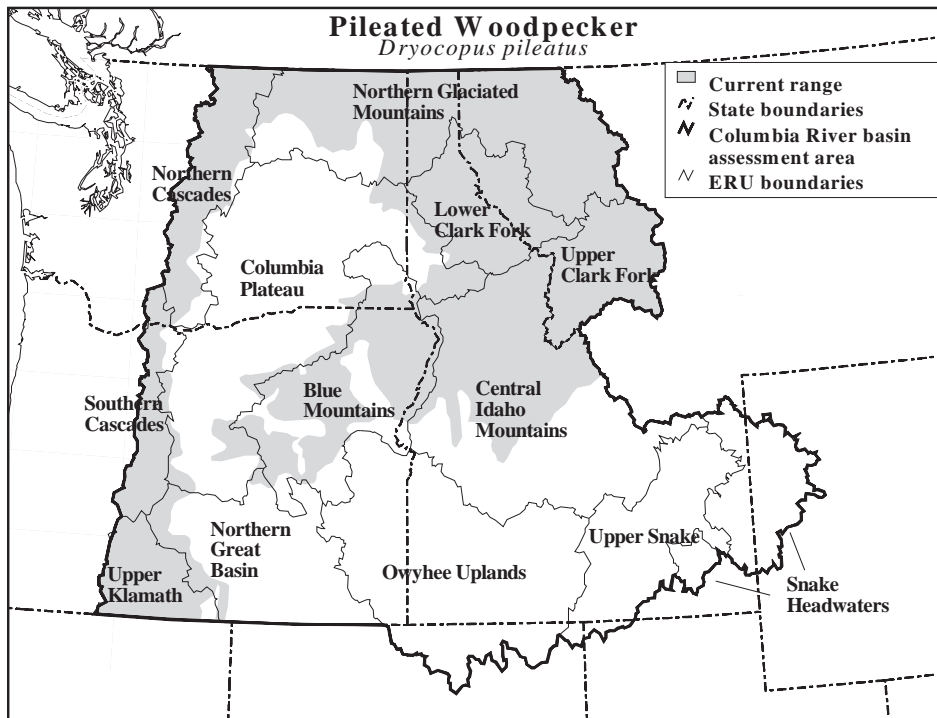 Pileated Woodpecker
Dryocopus pileatus
Current range
State boundaries
Columbia River basin
assessment area
ERU boundaries
Northern Glaciated
Mountains
Northern
Cascades
Lower
Clark Fork
Upper
Clark Fork
Columbia
Plateau
Blue
Mountains
Central
Idaho
Mountains
Southern
Cascades
Northern
Great
Basin
Upper Snake
Owyhee Uplands
Upper
Klamath
Snake
Headwaters